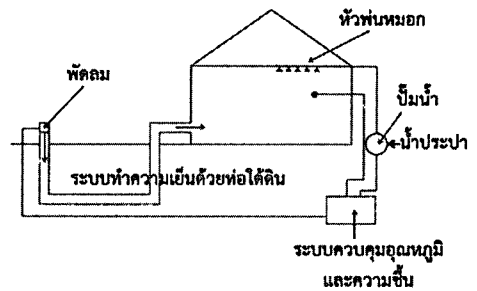 หัวพ่นหมอก
พัดลม
ปั๊มน้ำ
น้ำประปา
ระบบทำความเย็นด้วยท่อใต้ดิน
ระบบควบคุมอุณหภูมิ
และความชื้น